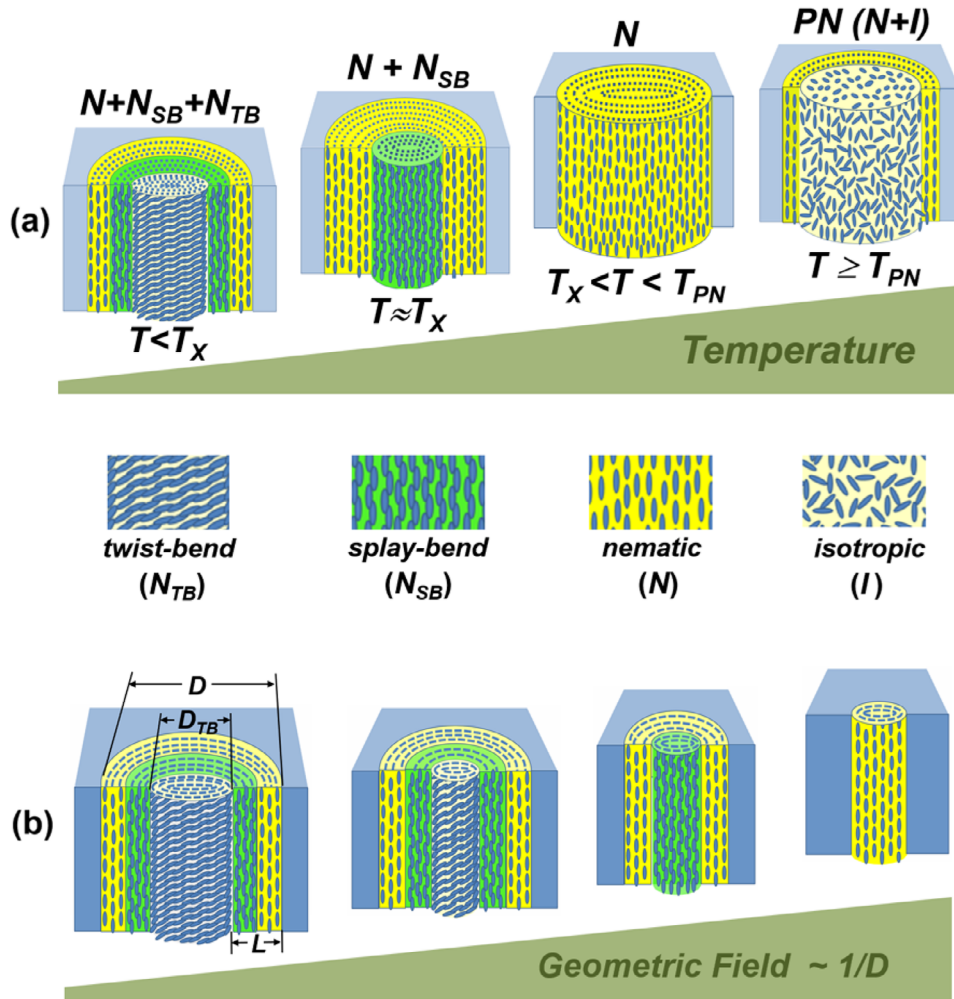 N+N_SB+N_TB
N + N_SB
N
PN (N+I)
(a)
T<T_X
T≈T_X
T_X <T < T_PN
T ≥ T_PN
Temperature
twist-bend
(N_TB)
splay-bend
(N_SB)
nematic
(N)
isotropic
(I)
D
D_TB
(b)
L
Geometric Field ~ 1/D